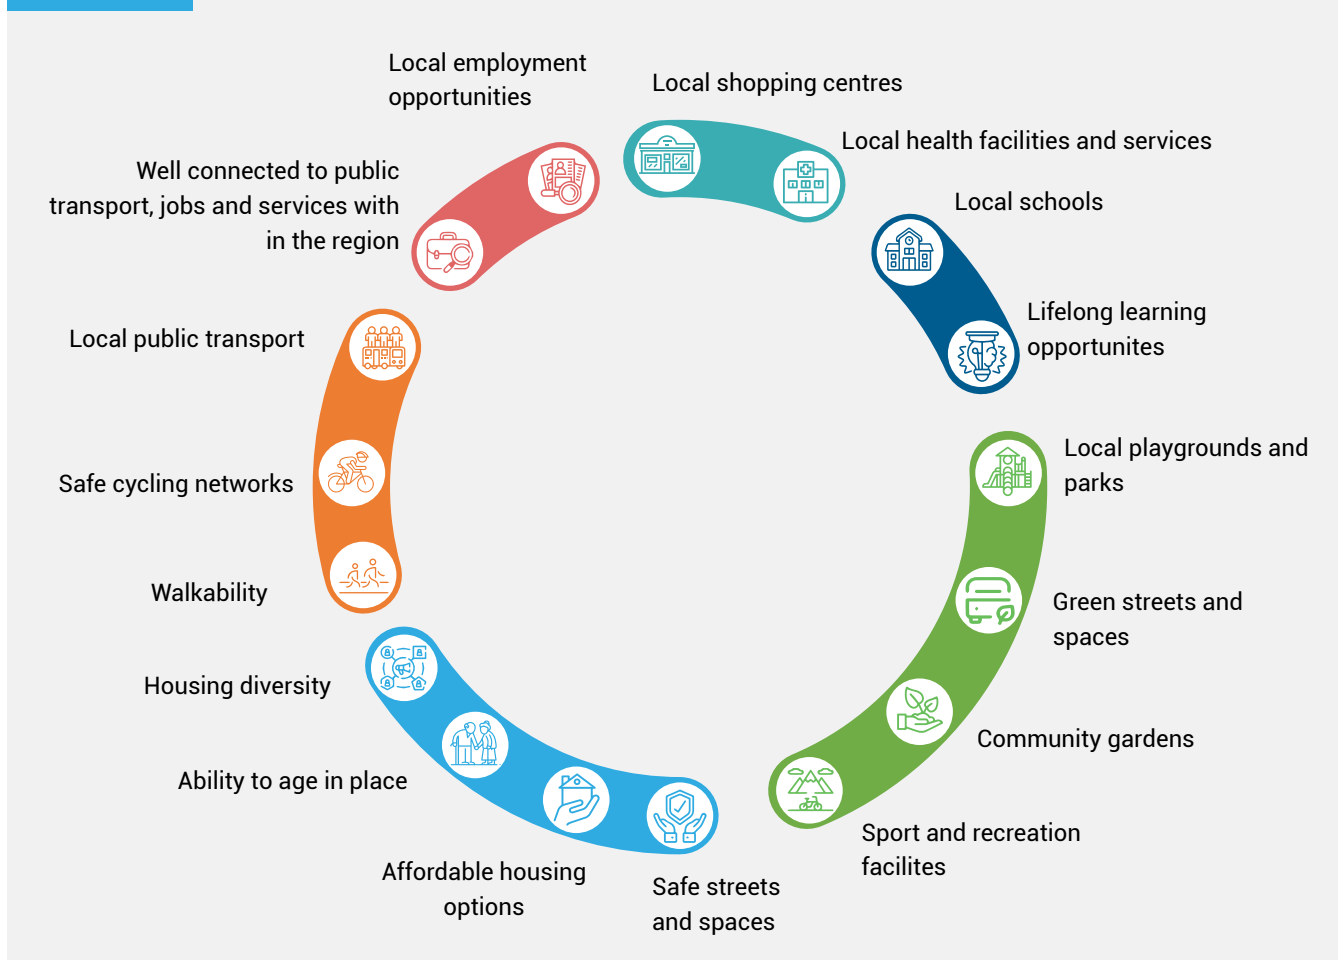 Local employment
opportunities
Local shopping centres
Local health facilities and services
Local schools
Lifelong learning
opportunites
Local playgrounds and
parks
Green streets and
spaces
Community gardens
Sport and recreation
facilites
Safe streets
and spaces
Affordable housing
options
Ability to age in place
Housing diversity
Walkability
Safe cycling networks
Local public transport
Well connected to public
transport, jobs and services with
in the region